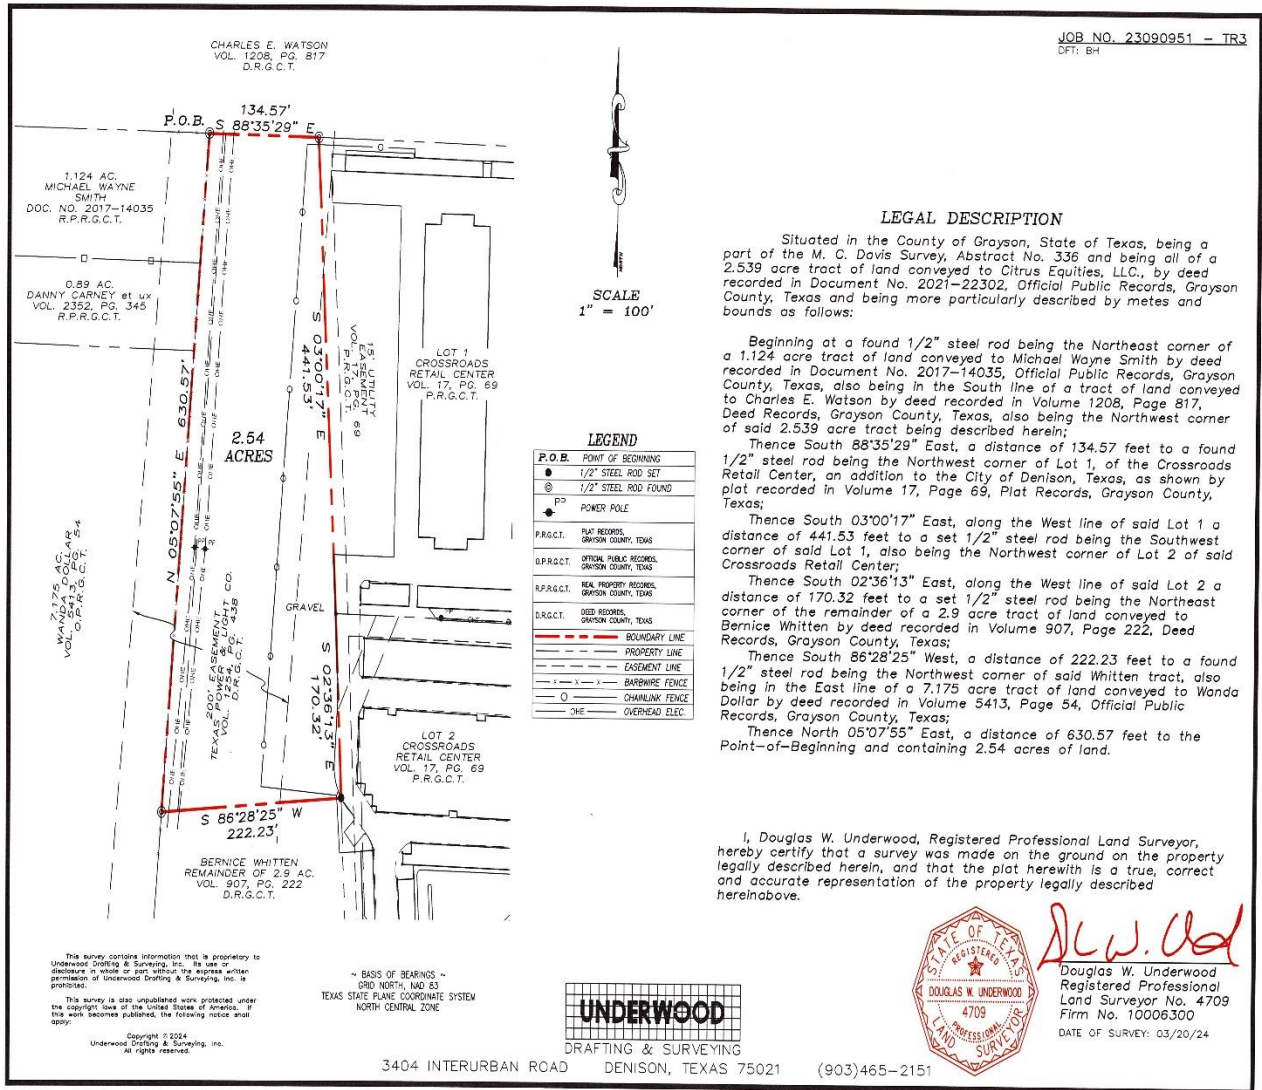 JOB NO. 23090951 - TR3
DFT: BH
CHARLES E. WATSON
VOL. 1208, PG. 817
D.R.G.C.T.
134.57'
P.O.B.
S 88°35'29" E
1.124 AC.
MICHAEL WAYNE
SMITH
DOC. NO. 2017-14035
R.P.R.G.C.T.
0.89 AC.
DANNY CARNEY et ux
VOL. 2352, PG. 345
R.P.R.G.C.T.
N 05°07'55" E 630.57'
S 03°00'17" E
441.53'
15' UTILITY
EASEMENT
VOL. 17, PG. 69
P.R.G.C.T.
LOT 1
CROSSROADS
RETAIL CENTER
VOL. 17, PG. 69
P.R.G.C.T.
2.54
ACRES
7.175 AC.
WANDA DOLLAR
VOL. 5413, PG. 54
O.P.R.G.C.T.
200' EASEMENT
TEXAS POWER & LIGHT CO.
VOL. 1254, PG. 438
D.R.G.C.T.
GRAVEL
S 02°36'13" E
170.32'
LOT 2
CROSSROADS
RETAIL CENTER
VOL. 17, PG. 69
P.R.G.C.T.
S 86°28'25" W
222.23'
BERNICE WHITTEN
REMAINDER OF 2.9 AC.
VOL. 907, PG. 222
D.R.G.C.T.
NORTH
SCALE
1" = 100'
LEGEND
P.O.B. POINT OF BEGINNING
1/2" STEEL ROD SET
1/2" STEEL ROD FOUND
PP POWER POLE
P.R.G.C.T. PLAT RECORDS,
GRAYSON COUNTY, TEXAS
O.P.R.G.C.T. OFFICIAL PUBLIC RECORDS,
GRAYSON COUNTY, TEXAS
R.P.R.G.C.T. REAL PROPERTY RECORDS,
GRAYSON COUNTY, TEXAS
D.R.G.C.T. DEED RECORDS,
GRAYSON COUNTY, TEXAS
BOUNDARY LINE
PROPERTY LINE
EASEMENT LINE
X X X BARBWIRE FENCE
O CHAINLINK FENCE
OHE OVERHEAD ELEC.
LEGAL DESCRIPTION
Situated in the County of Grayson, State of Texas, being a
part of the M. C. Davis Survey, Abstract No. 336 and being all of a
2.539 acre tract of land conveyed to Citrus Equities, LLC., by deed
recorded in Document No. 2021-22302, Official Public Records, Grayson
County, Texas and being more particularly described by metes and
bounds as follows:
Beginning at a found 1/2" steel rod being the Northeast corner of
a 1.124 acre tract of land conveyed to Michael Wayne Smith by deed
recorded in Document No. 2017-14035, Official Public Records, Grayson
County, Texas, also being in the South line of a tract of land conveyed
to Charles E. Watson by deed recorded in Volume 1208, Page 817,
Deed Records, Grayson County, Texas, also being the Northwest corner
of said 2.539 acre tract being described herein;
Thence South 88°35'29" East, a distance of 134.57 feet to a found
1/2" steel rod being the Northwest corner of Lot 1, of the Crossroads
Retail Center, an addition to the City of Denison, Texas, as shown by
plat recorded in Volume 17, Page 69, Plat Records, Grayson County,
Texas;
Thence South 03°00'17" East, along the West line of said Lot 1 a
distance of 441.53 feet to a set 1/2" steel rod being the Southwest
corner of said Lot 1, also being the Northwest corner of Lot 2 of said
Crossroads Retail Center;
Thence South 02°36'13" East, along the West line of said Lot 2 a
distance of 170.32 feet to a set 1/2" steel rod being the Northeast
corner of the remainder of a 2.9 acre tract of land conveyed to
Bernice Whitten by deed recorded in Volume 907, Page 222, Deed
Records, Grayson County, Texas;
Thence South 86°28'25" West, a distance of 222.23 feet to a found
1/2" steel rod being the Northwest corner of said Whitten tract, also
being in the East line of a 7.175 acre tract of land conveyed to Wanda
Dollar by deed recorded in Volume 5413, Page 54, Official Public
Records, Grayson County, Texas;
Thence North 05°07'55" East, a distance of 630.57 feet to the
Point-of-Beginning and containing 2.54 acres of land.
I, Douglas W. Underwood, Registered Professional Land Surveyor,
hereby certify that a survey was made on the ground on the property
legally described herein, and that the plat herewith is a true, correct
and accurate representation of the property legally described
hereinabove.
STATE OF TEXAS
REGISTERED
DOUGLAS W. UNDERWOOD
4709
PROFESSIONAL
LAND SURVEYOR
Douglas W. Underwood
Registered Professional
Land Surveyor No. 4709
Firm No. 10006300
DATE OF SURVEY: 03/20/24
This survey contains information that is proprietary to
Underwood Drafting & Surveying, Inc. Its use or
disclosure in whole or part without the express written
permission of Underwood Drafting & Surveying, Inc. is
prohibited.
This survey is also unpublished work protected under
the copyright laws of the United States of America. If
this work becomes published, the following notice shall
apply:
Copyright © 2024
Underwood Drafting & Surveying, Inc.
All rights reserved.
~ BASIS OF BEARINGS ~
GRID NORTH, NAD 83
TEXAS STATE PLANE COORDINATE SYSTEM
NORTH CENTRAL ZONE
UNDERWOOD
DRAFTING & SURVEYING
3404 INTERURBAN ROAD DENISON, TEXAS 75021 (903)465-2151